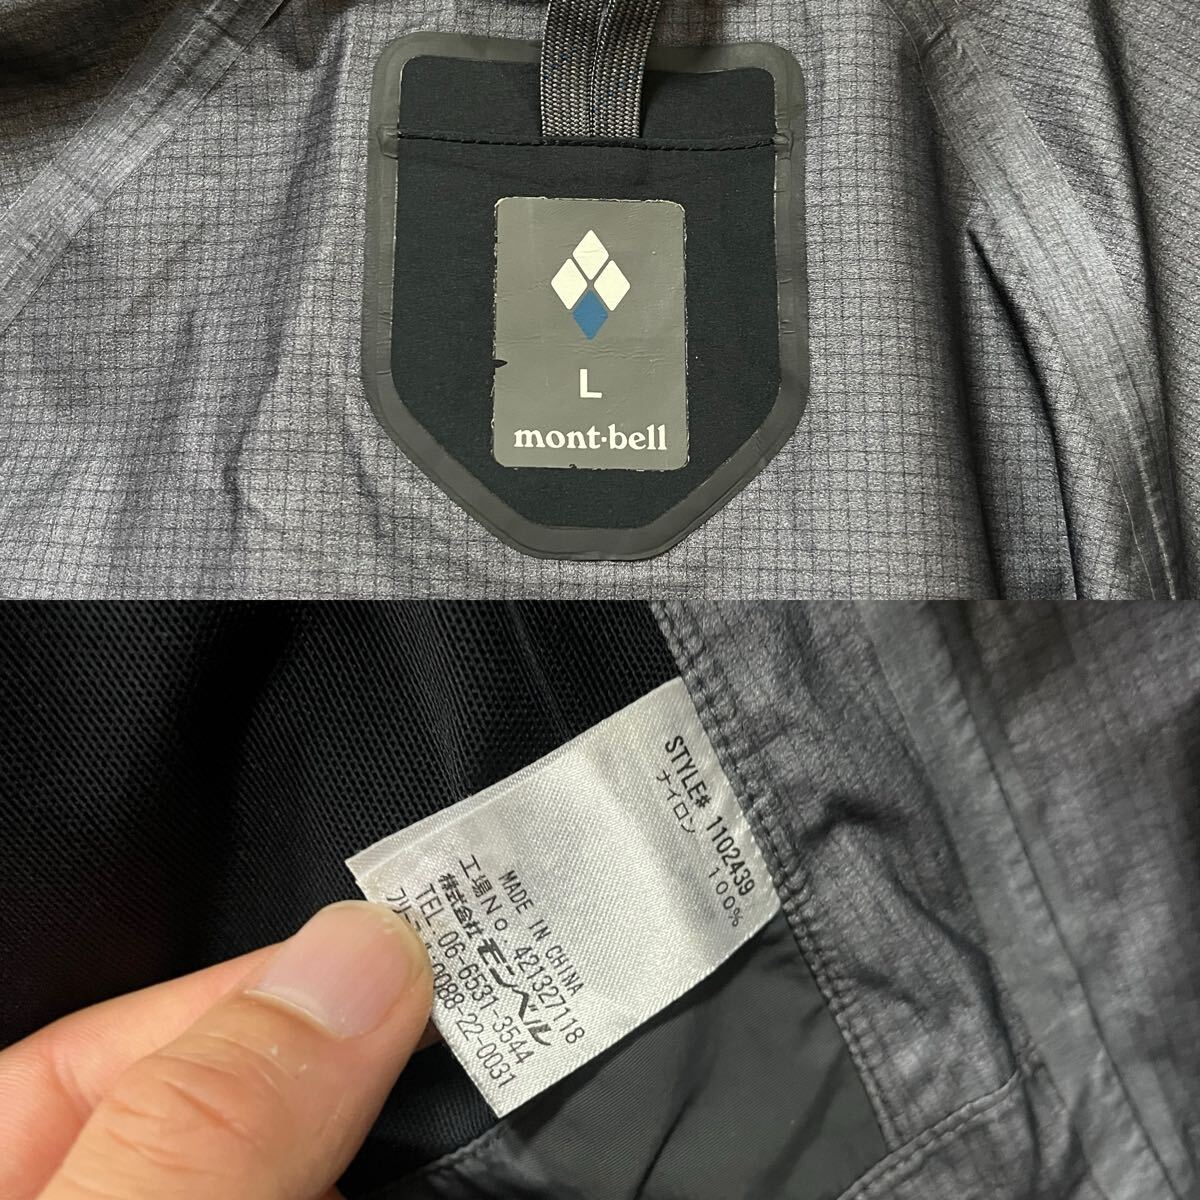 L
mont-bell
STYLE# 1102439
ナイロン 100%
MADE IN CHINA
工場No. 421327118
株式会社モンベル
TEL 06-6531-3544
0088-22-0031